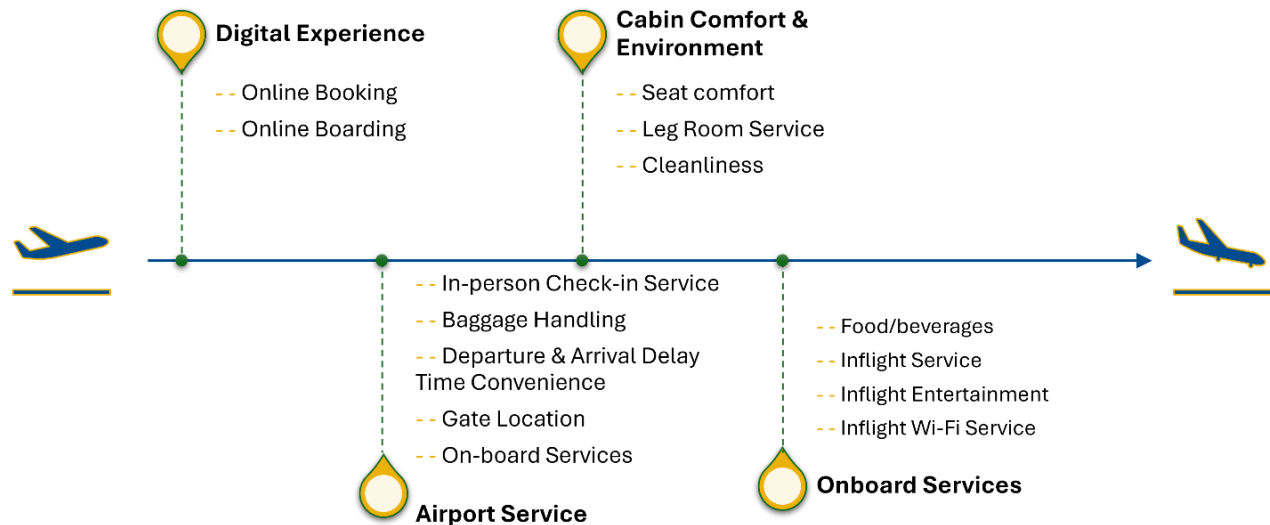 Digital Experience
- - Online Booking
- - Online Boarding
Cabin Comfort &
Environment
- - Seat comfort
- - Leg Room Service
- - Cleanliness
- - In-person Check-in Service
- - Baggage Handling
- - Departure & Arrival Delay
Time Convenience
- - Gate Location
- - On-board Services
Airport Service
- - Food/beverages
- - Inflight Service
- - Inflight Entertainment
- - Inflight Wi-Fi Service
Onboard Services